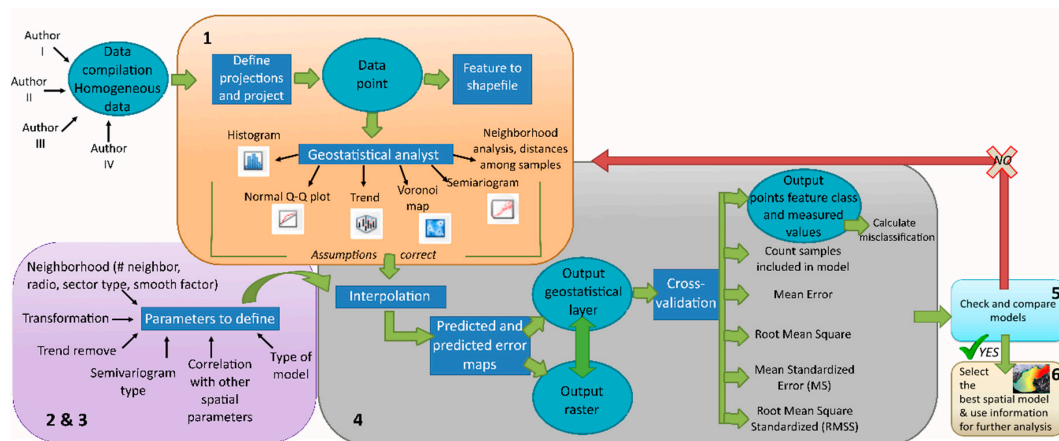 Author
I
Author
II
Author
III
Author
IV
Data
compilation
Homogeneous
data
1
Define
projections
and project
Data
point
Feature to
shapefile
Histogram
Geostatistical analyst
Neighborhood
analysis, distances
among samples
Normal Q-Q plot
Trend
Voronoi
map
Semiariogram
Assumptions correct
Neighborhood (# neighbor,
radio, sector type, smooth factor)
Transformation
Parameters to define
Trend remove
Semivariogram
type
Correlation
with other
spatial
parameters
Type of
model
2 & 3
Interpolation
Predicted and
predicted error
maps
Output
geostatistical
layer
Output
raster
4
Cross-
validation
Output
points feature class
and measured
values
Calculate
misclassification
Count samples
included in model
Mean Error
Root Mean Square
Mean Standardized
Error (MS)
Root Mean Square
Standardized (RMSS)
NO
5
Check and compare
models
YES
6
Select
the
best spatial model
& use information
for further analysis